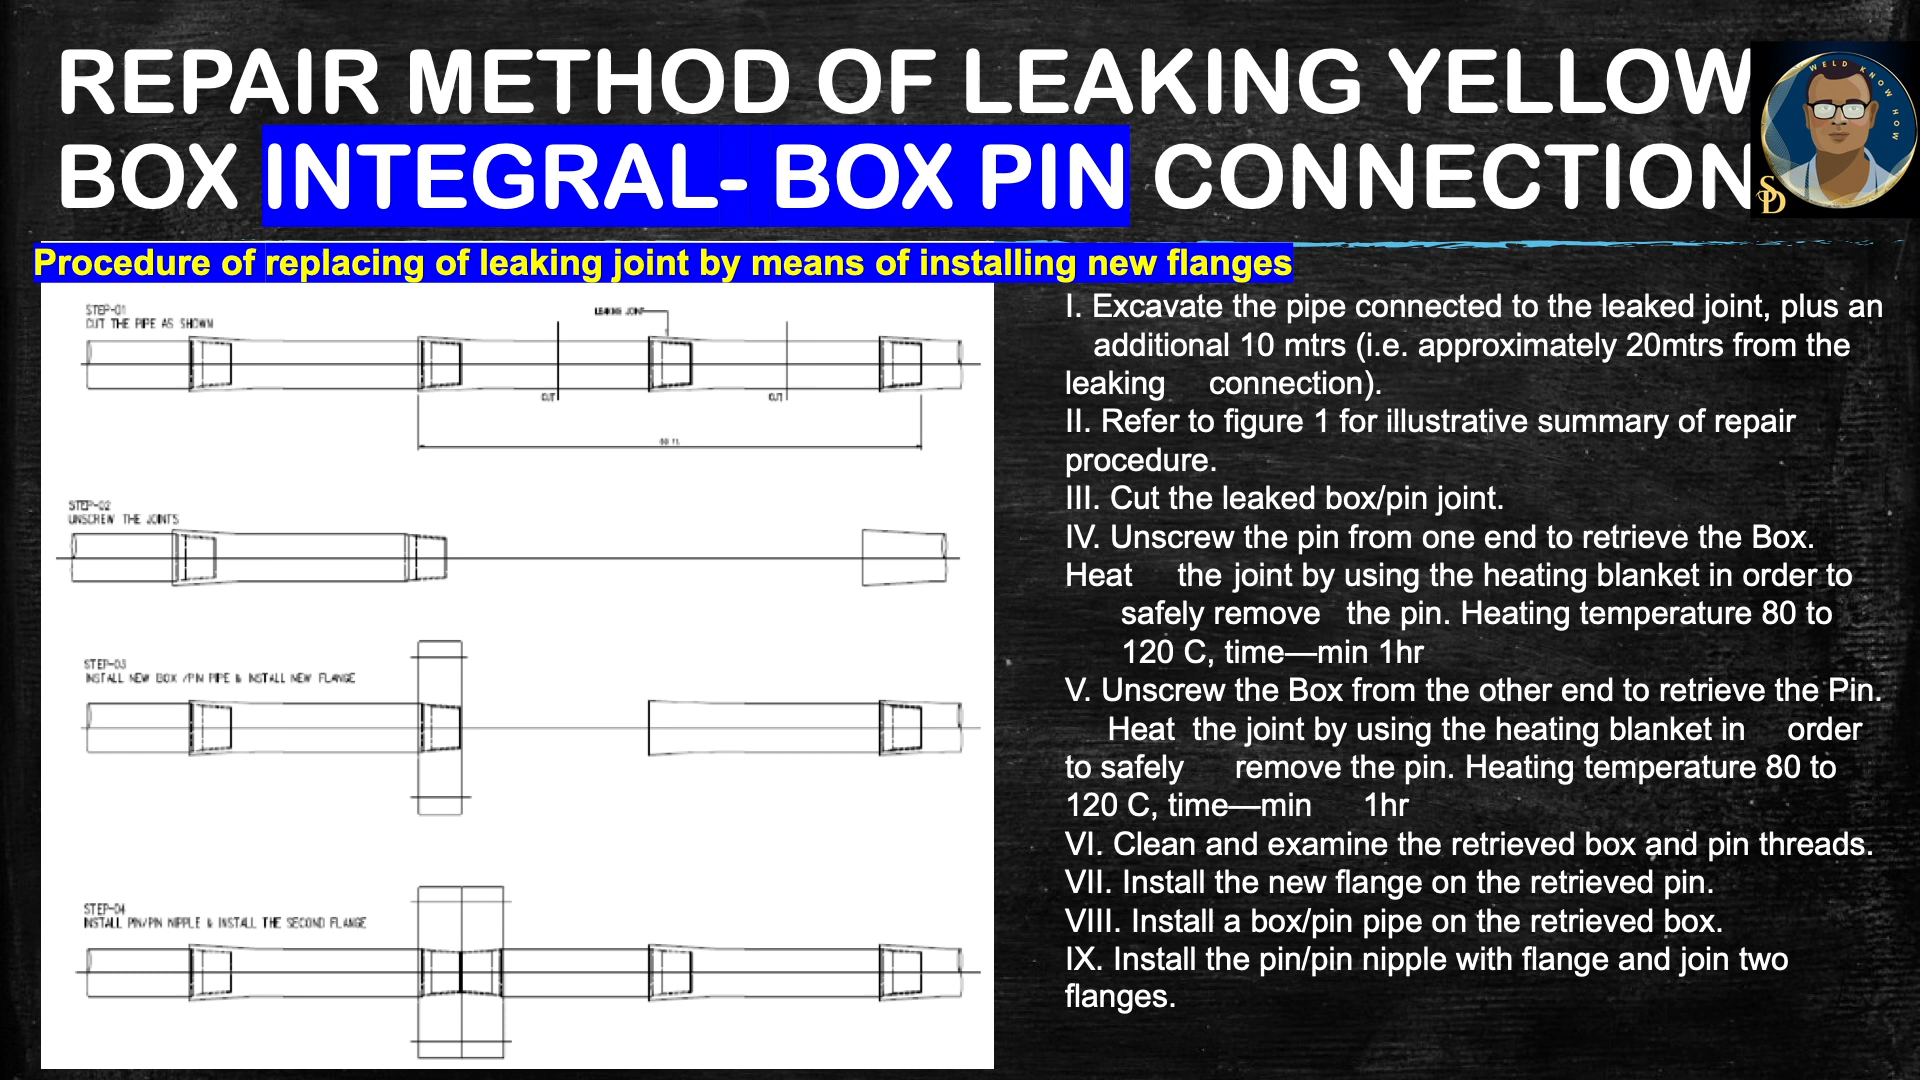 REPAIR METHOD OF LEAKING YELLOW
BOX INTEGRAL- BOX PIN CONNECTION
WELD KNOW HOW
SD
Procedure of replacing of leaking joint by means of installing new flanges
STEP-01
CUT THE PIPE AS SHOWN
LEAKING JOINT
CUT
CUT
60 FT.
STEP-02
UNSCREW THE JOINTS
STEP-03
INSTALL NEW BOX /PIN PIPE & INSTALL NEW FLANGE
STEP-04
INSTALL PIN/PIN NIPPLE & INSTALL THE SECOND FLANGE
I. Excavate the pipe connected to the leaked joint, plus an
additional 10 mtrs (i.e. approximately 20mtrs from the
leaking connection).
II. Refer to figure 1 for illustrative summary of repair
procedure.
III. Cut the leaked box/pin joint.
IV. Unscrew the pin from one end to retrieve the Box.
Heat the joint by using the heating blanket in order to
safely remove the pin. Heating temperature 80 to
120 C, time—min 1hr
V. Unscrew the Box from the other end to retrieve the Pin.
Heat the joint by using the heating blanket in order
to safely remove the pin. Heating temperature 80 to
120 C, time—min 1hr
VI. Clean and examine the retrieved box and pin threads.
VII. Install the new flange on the retrieved pin.
VIII. Install a box/pin pipe on the retrieved box.
IX. Install the pin/pin nipple with flange and join two
flanges.